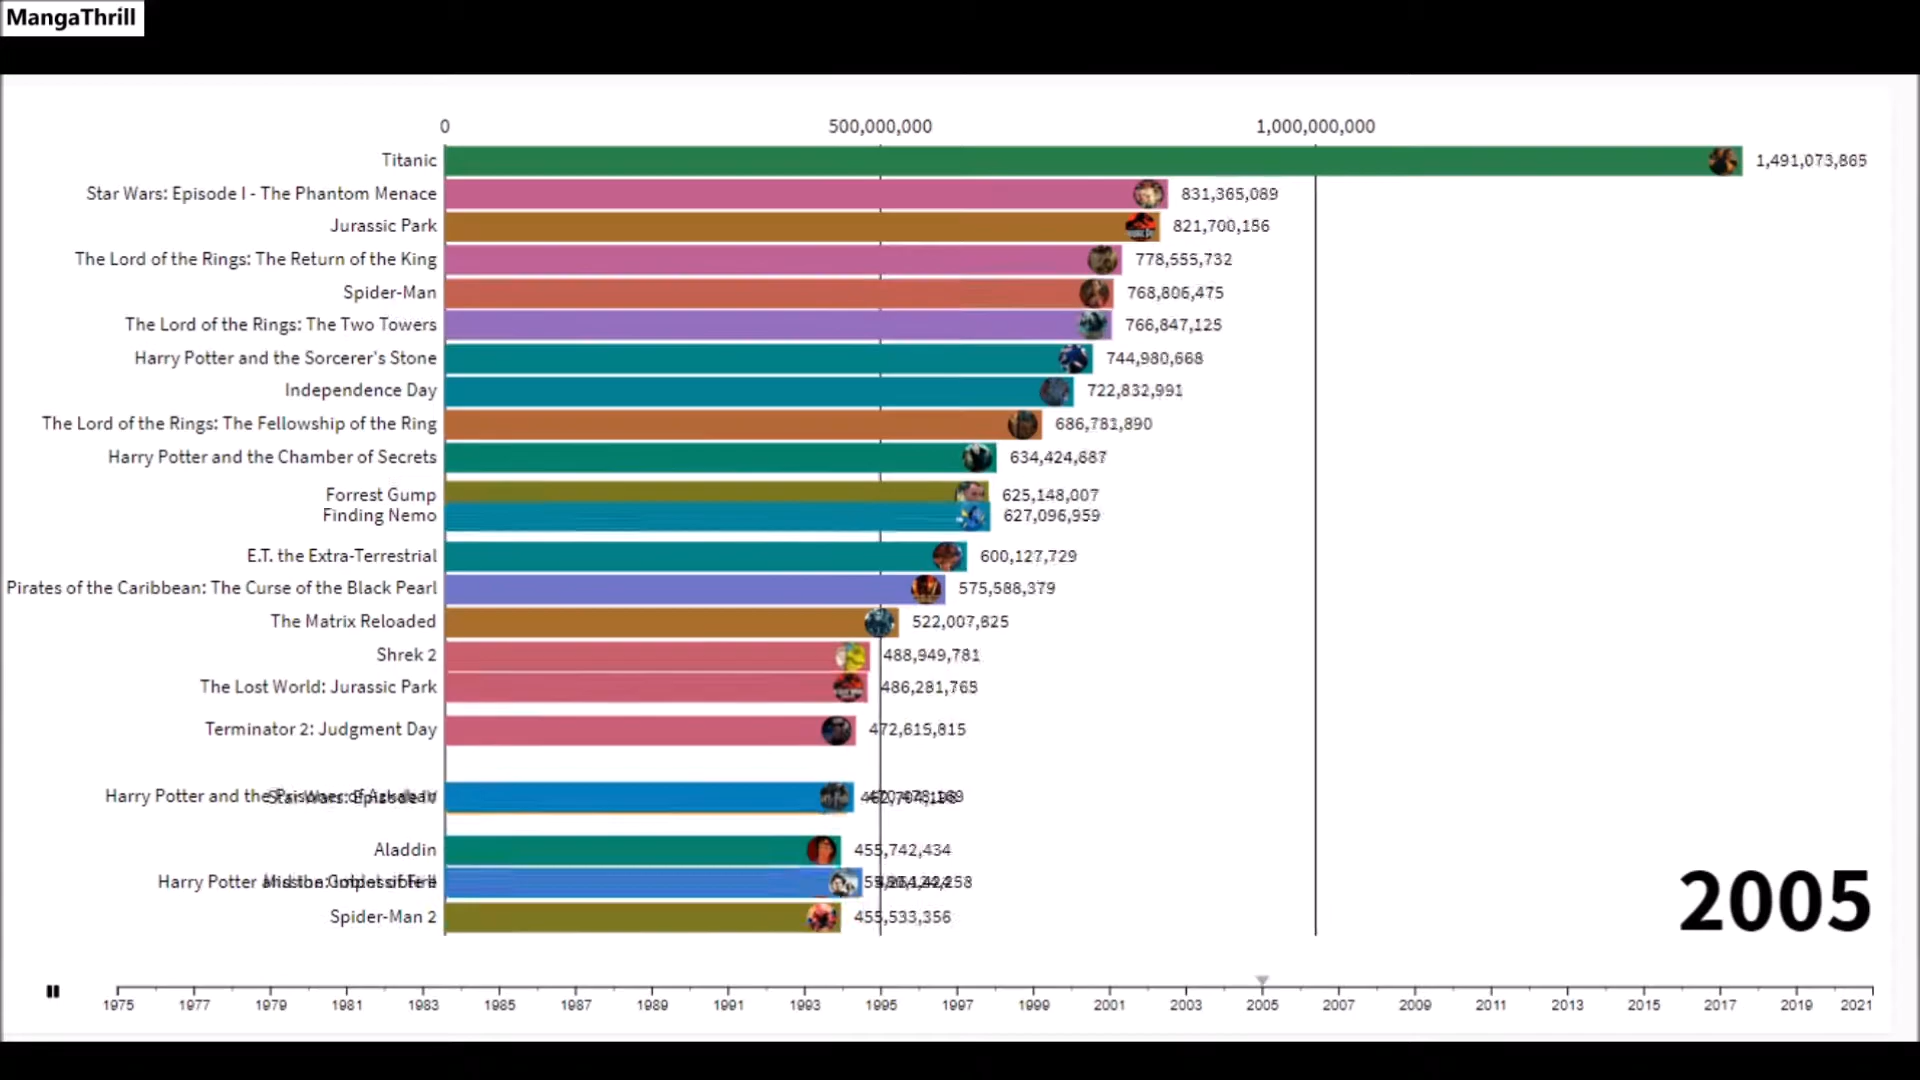 MangaThrill
0 500,000,000 1,000,000,000
Titanic 1,491,073,865
Star Wars: Episode I - The Phantom Menace 831,365,089
Jurassic Park 821,700,156
The Lord of the Rings: The Return of the King 778,555,732
Spider-Man 768,806,475
The Lord of the Rings: The Two Towers 766,847,125
Harry Potter and the Sorcerer's Stone 744,980,668
Independence Day 722,832,991
The Lord of the Rings: The Fellowship of the Ring 686,781,890
Harry Potter and the Chamber of Secrets 634,424,687
Forrest Gump 625,148,007
Finding Nemo 627,096,959
E.T. the Extra-Terrestrial 600,127,729
Pirates of the Caribbean: The Curse of the Black Pearl 575,588,379
The Matrix Reloaded 522,007,625
Shrek 2 488,949,781
The Lost World: Jurassic Park 486,281,765
Terminator 2: Judgment Day 472,615,815
Harry Potter and the
Aladdin 455,742,434
Harry Potter
Spider-Man 2 455,533,356
2005
1975 1977 1979 1981 1983 1985 1987 1989 1991 1993 1995 1997 1999 2001 2003 2005 2007 2009 2011 2013 2015 2017 2019 2021